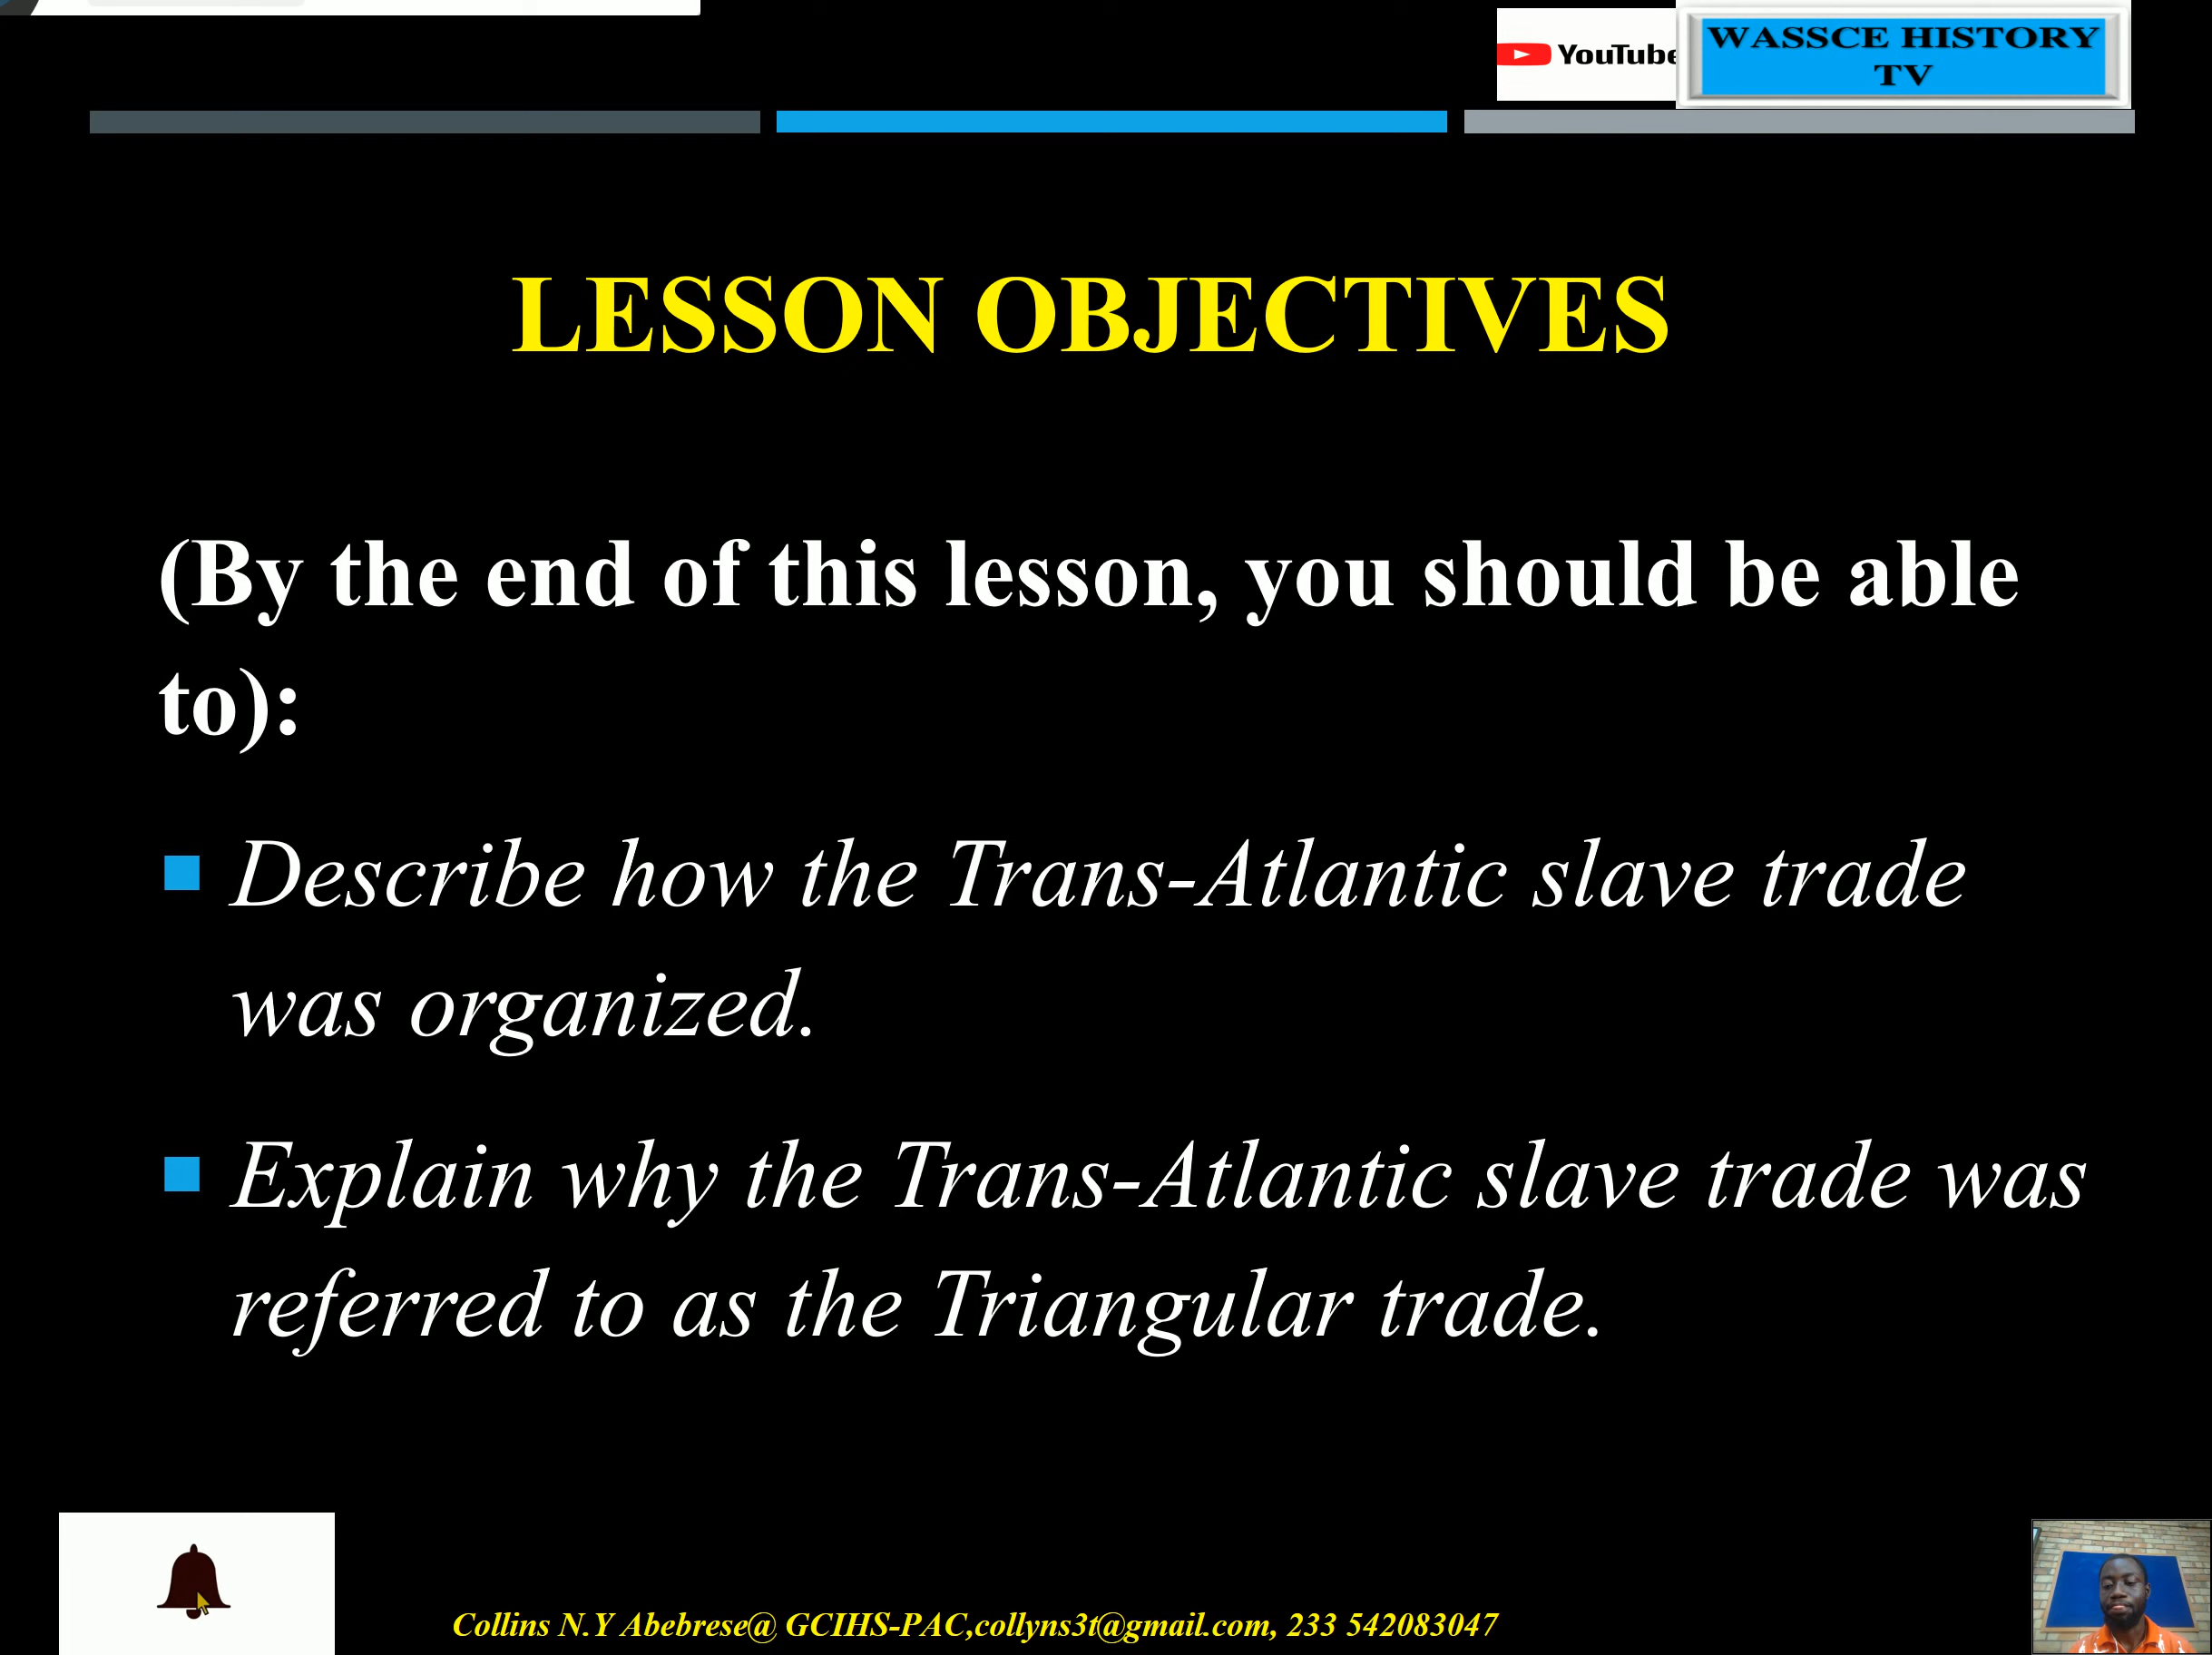 YouTube
WASSCE HISTORY
TV
LESSON OBJECTIVES
(By the end of this lesson, you should be able
to):
Describe how the Trans-Atlantic slave trade
was organized.
Explain why the Trans-Atlantic slave trade was
referred to as the Triangular trade.
Collins N.Y Abebrese@ GCIHS-PAC,collyns3t@gmail.com, 233 542083047